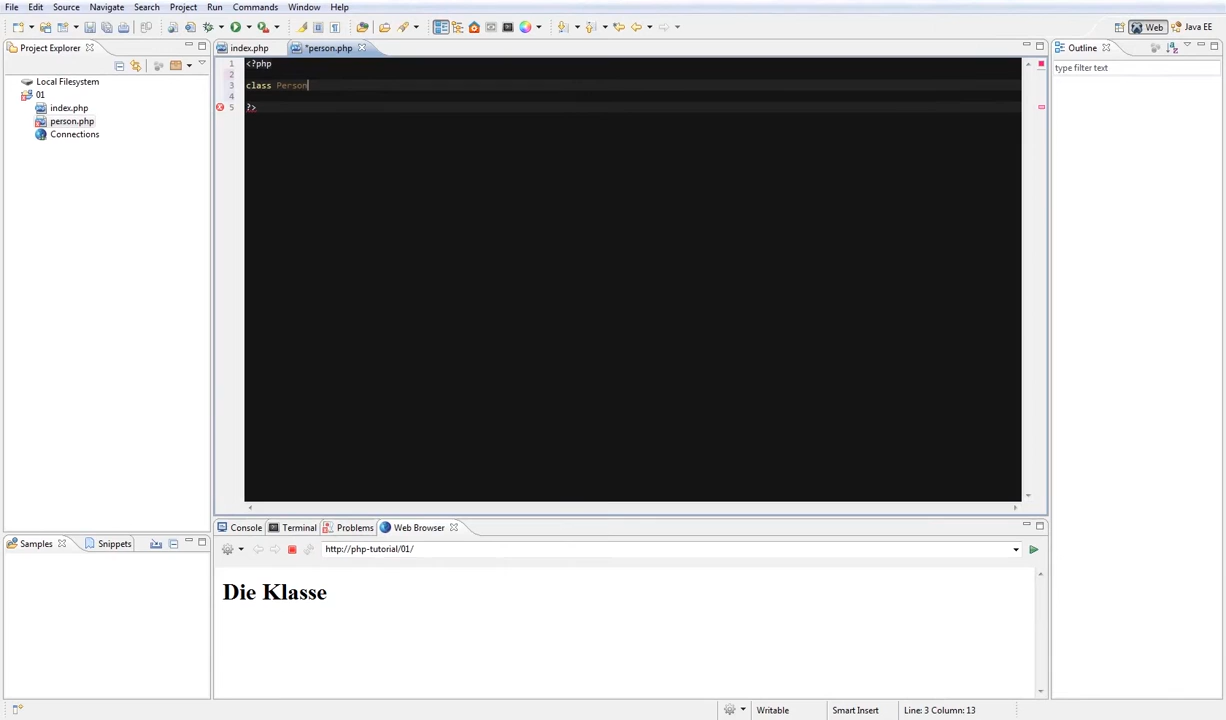 File Edit Source Navigate Search Project Run Commands Window Help
Web Java EE
Project Explorer
index.php *person.php
Outline
type filter text
Local Filesystem
01
index.php
person.php
Connections
1 <?php
2
3 class Person
4
5 ?>
Console Terminal Problems Web Browser
Samples Snippets
http://php-tutorial/01/
Die Klasse
Writable Smart Insert Line: 3 Column: 13